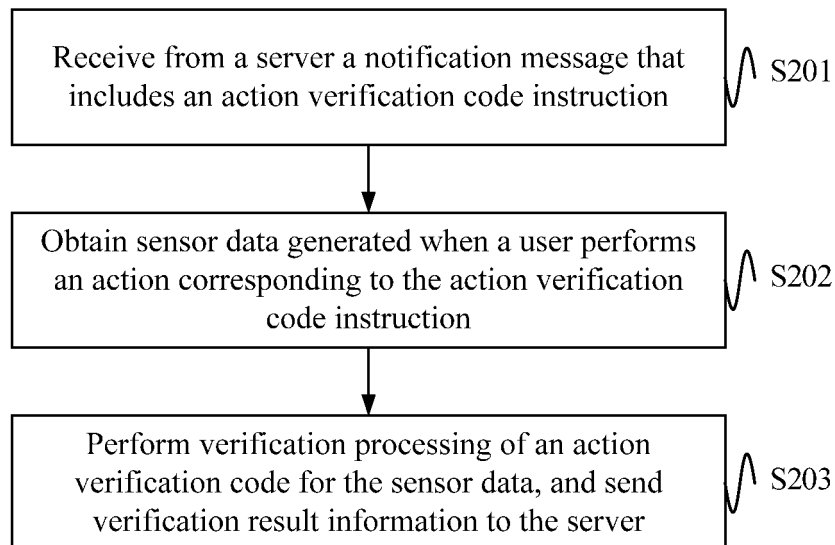 Receive from a server a notification message that
includes an action verification code instruction
S201
Obtain sensor data generated when a user performs
an action corresponding to the action verification
code instruction
S202
Perform verification processing of an action
verification code for the sensor data, and send
verification result information to the server
S203